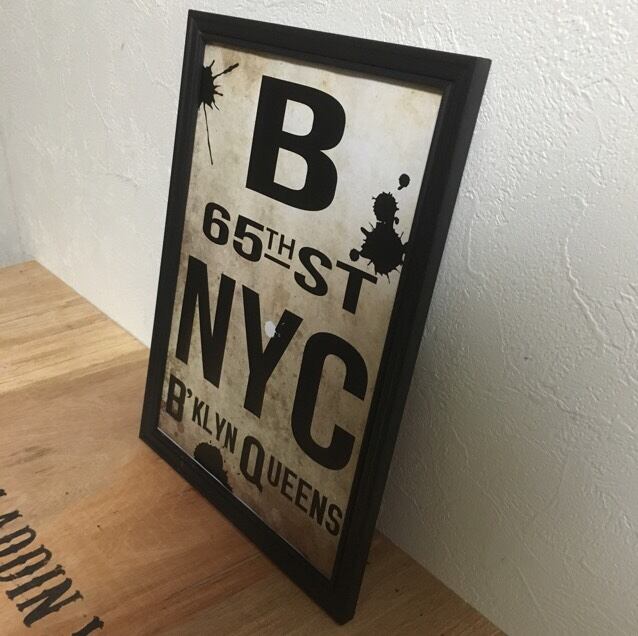 B
65TH ST
NYC
B'KLYN QUEENS